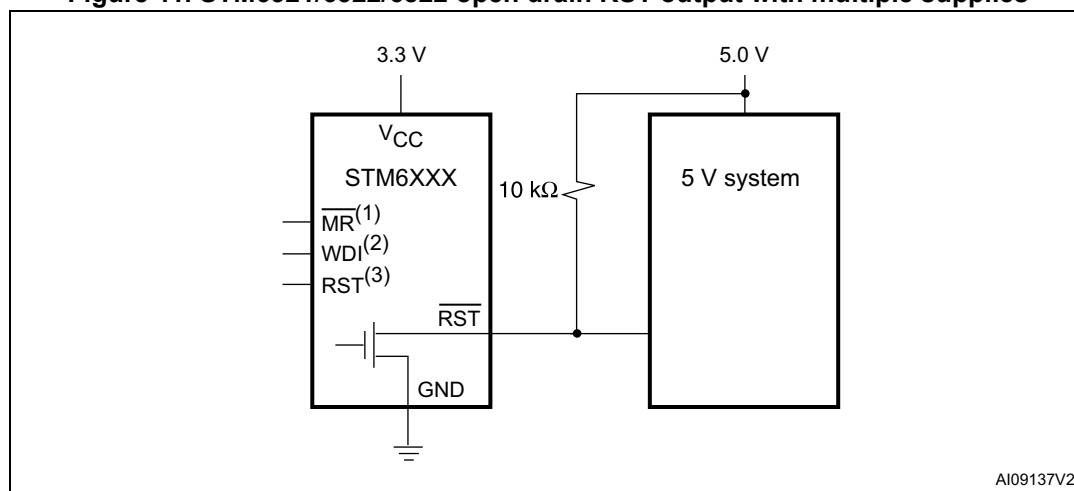 3.3 V
5.0 V
VCC
STM6XXX
10 kΩ
5 V system
MR(1)
WDI(2)
RST(3)
RST
GND
AI09137V2